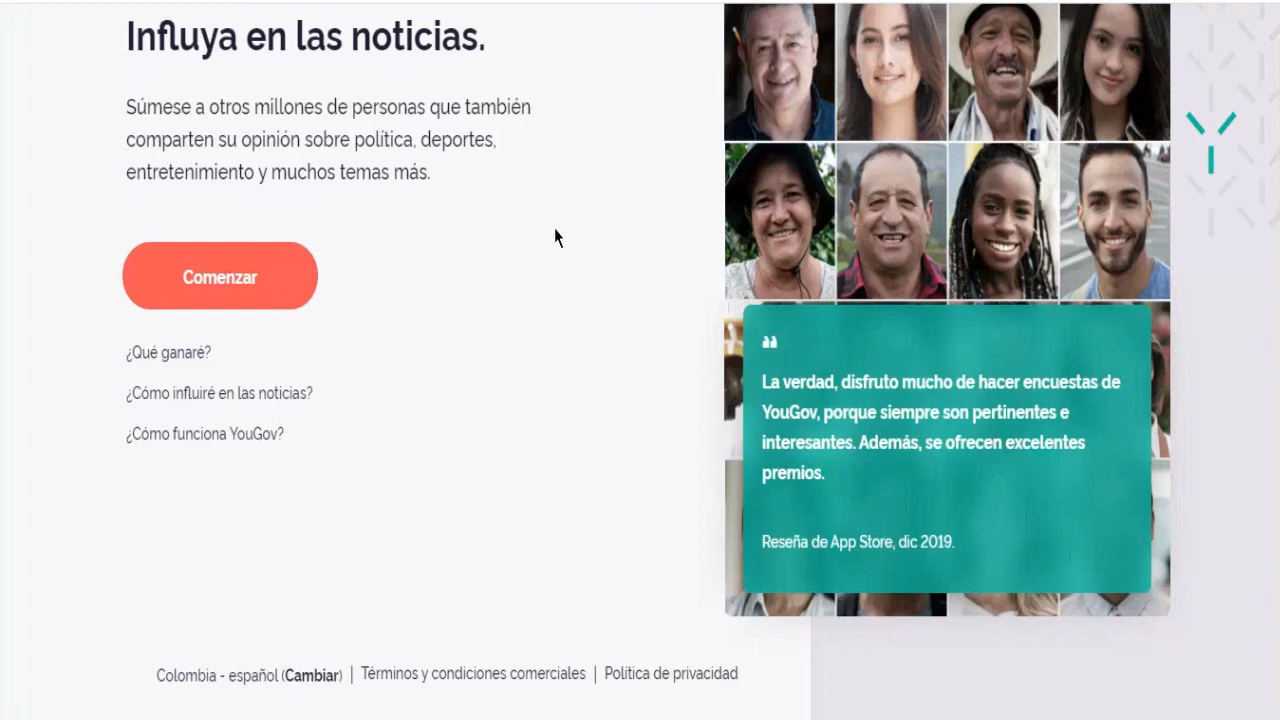 Influya en las noticias.
Súmese a otros millones de personas que también
comparten su opinión sobre política, deportes,
entretenimiento y muchos temas más.
Comenzar
¿Qué ganaré?
¿Cómo influiré en las noticias?
¿Cómo funciona YouGov?
“
La verdad, disfruto mucho de hacer encuestas de
YouGov, porque siempre son pertinentes e
interesantes. Además, se ofrecen excelentes
premios.
Reseña de App Store, dic 2019.
Colombia - español (Cambiar) | Términos y condiciones comerciales | Política de privacidad